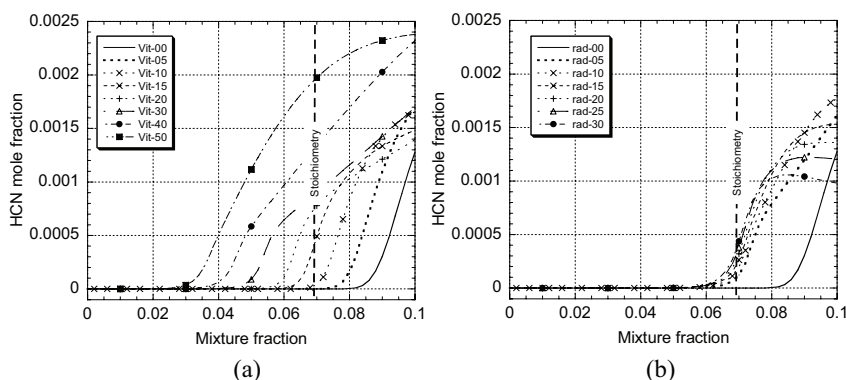 0.0025
0.002
0.0015
0.001
0.0005
0
HCN mole fraction
Vit-00
Vit-05
Vit-10
Vit-15
Vit-20
Vit-30
Vit-40
Vit-50
Stoichiometry
0 0.02 0.04 0.06 0.08 0.1
Mixture fraction
(a)
0.0025
0.002
0.0015
0.001
0.0005
0
HCN mole fraction
rad-00
rad-05
rad-10
rad-15
rad-20
rad-25
rad-30
Stoichiometry
0 0.02 0.04 0.06 0.08 0.1
Mixture fraction
(b)